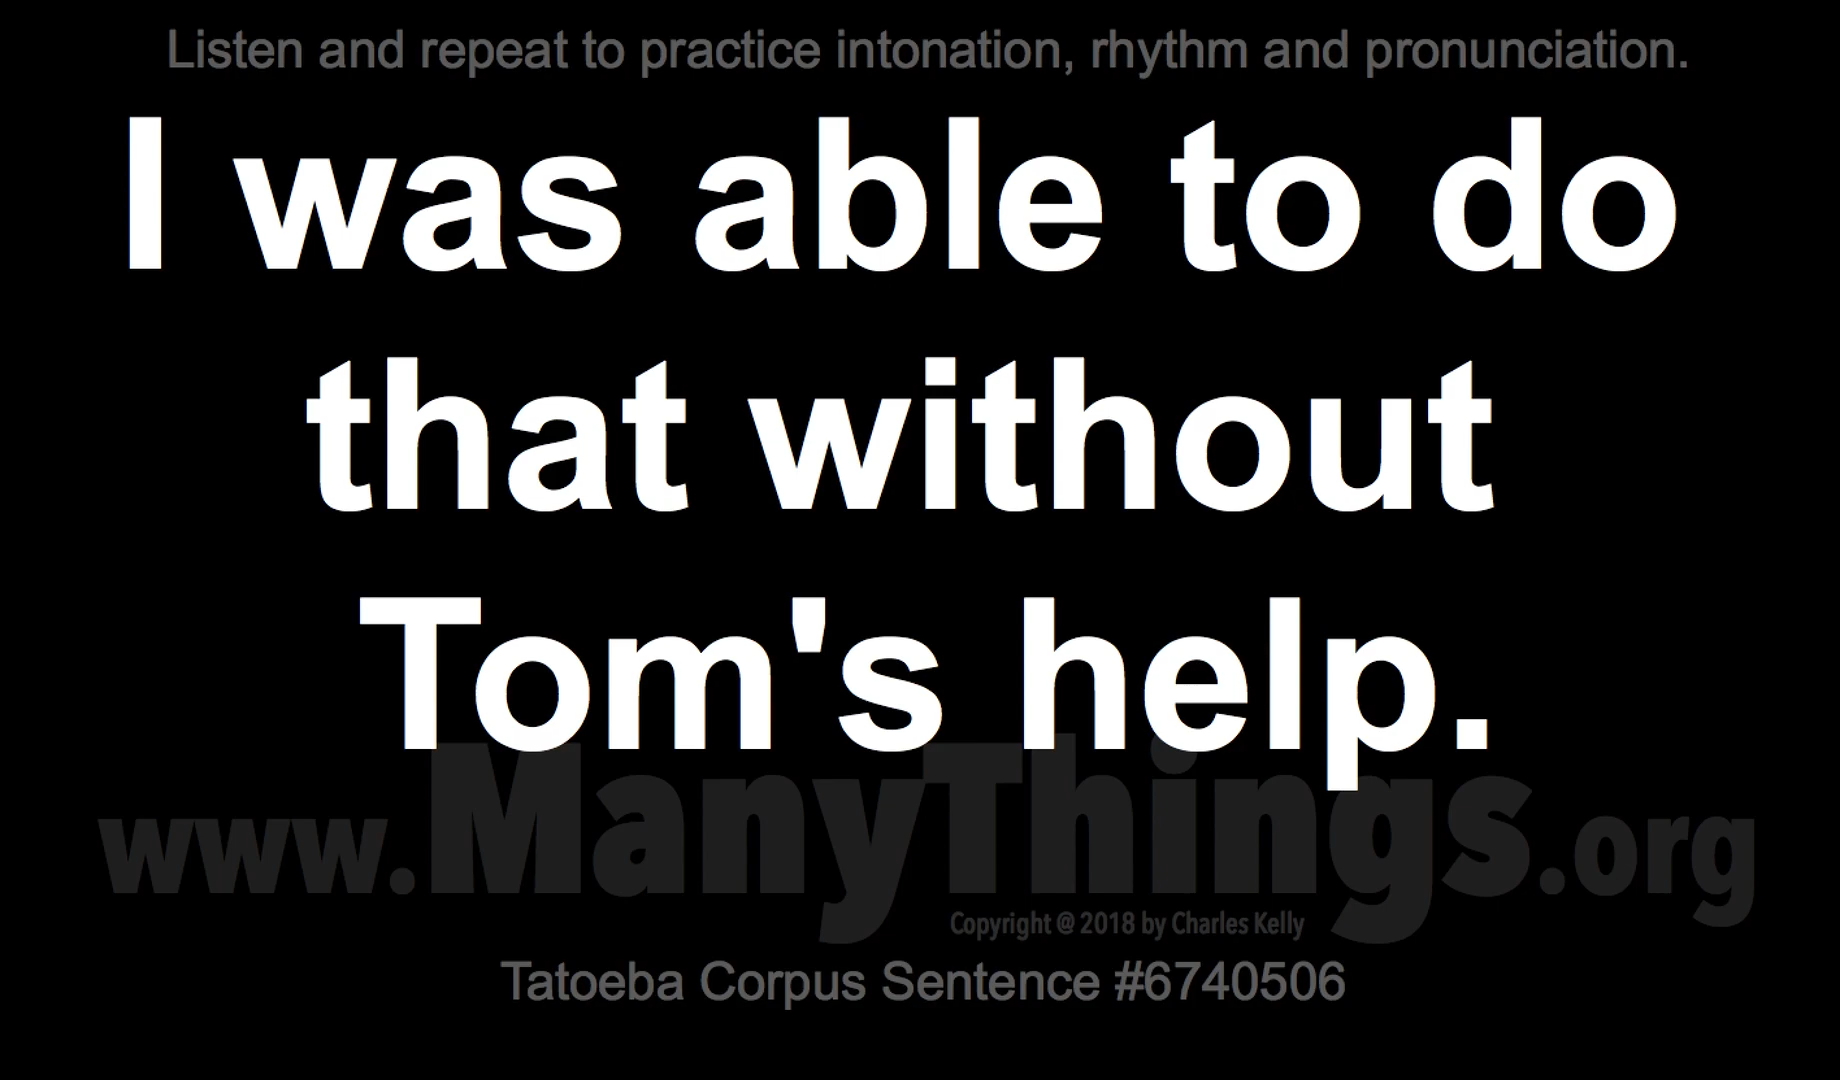 Listen and repeat to practice intonation, rhythm and pronunciation.
I was able to do
that without
Tom's help.
www.ManyThings.org
Copyright @ 2018 by Charles Kelly
Tatoeba Corpus Sentence #6740506